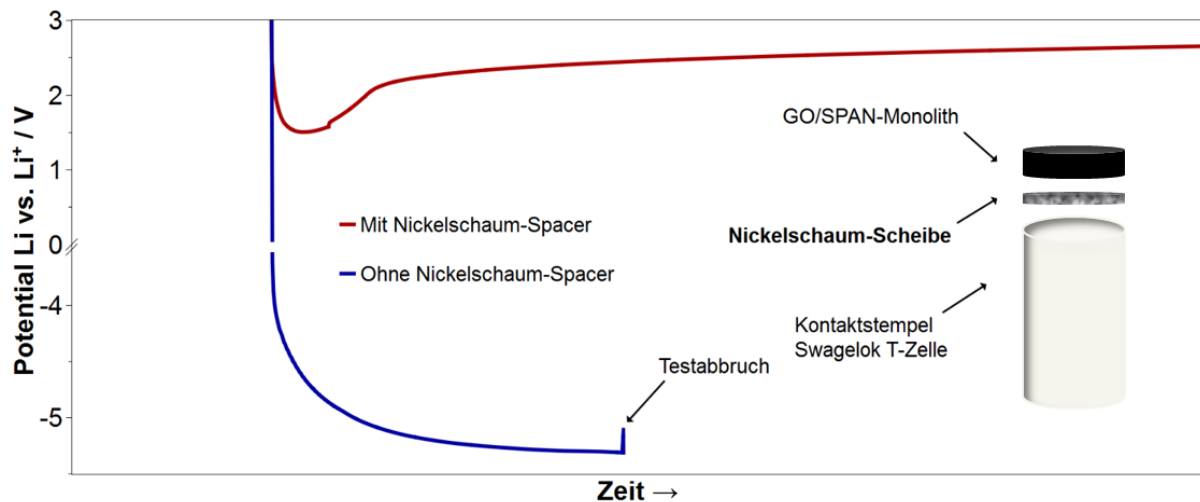 3
2
1
0
-4
-5
Potential Li vs. Li⁺ / V
Mit Nickelschaum-Spacer
Ohne Nickelschaum-Spacer
Testabbruch
GO/SPAN-Monolith
Nickelschaum-Scheibe
Kontaktstempel
Swagelok T-Zelle
Zeit →